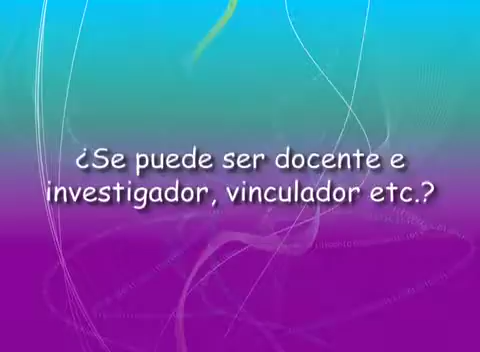 ¿Se puede ser docente e
investigador, vinculador etc.?